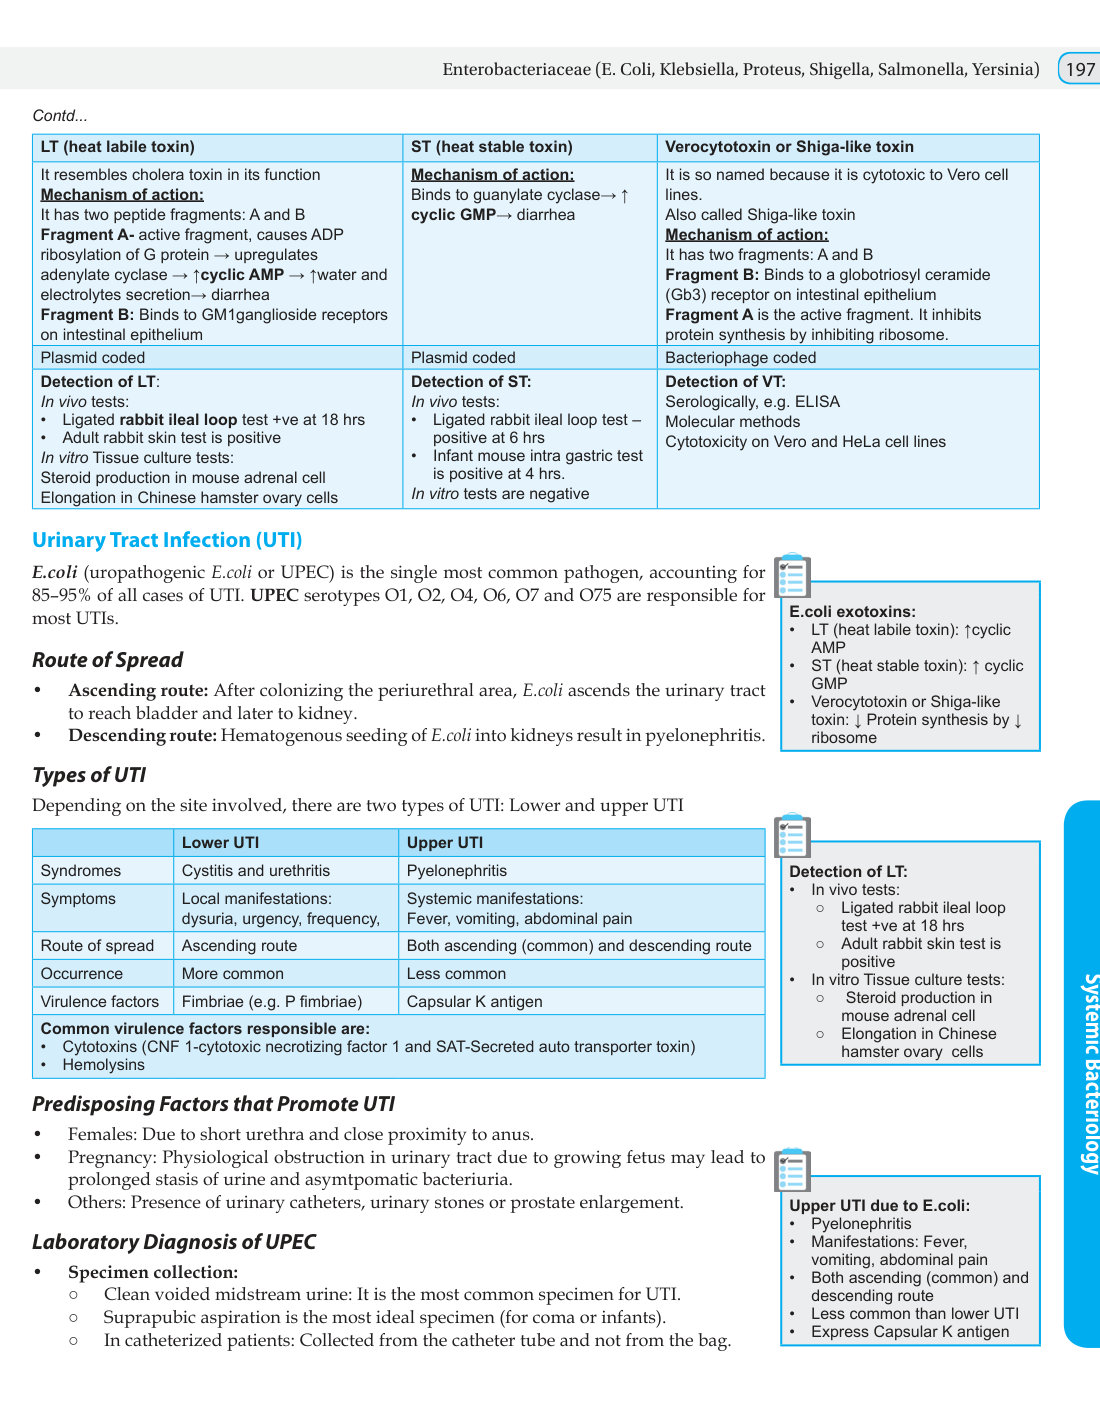 Enterobacteriaceae (E. Coli, Klebsiella, Proteus, Shigella, Salmonella, Yersinia)
197
Contd...
LT (heat labile toxin)
It resembles cholera toxin in its function
Mechanism of action:
It has two peptide fragments: A and B
Fragment A- active fragment, causes ADP
ribosylation of G protein → upregulates
adenylate cyclase → ↑cyclic AMP → ↑water and
electrolytes secretion→ diarrhea
Fragment B: Binds to GM1ganglioside receptors
on intestinal epithelium
ST (heat stable toxin)
Mechanism of action:
Binds to guanylate cyclase→ ↑
cyclic GMP→ diarrhea
Verocytotoxin or Shiga-like toxin
It is so named because it is cytotoxic to Vero cell
lines.
Also called Shiga-like toxin
Mechanism of action:
It has two fragments: A and B
Fragment B: Binds to a globotriosyl ceramide
(Gb3) receptor on intestinal epithelium
Fragment A is the active fragment. It inhibits
protein synthesis by inhibiting ribosome.
Plasmid coded
Plasmid coded
Bacteriophage coded
Detection of LT:
In vivo tests:
• Ligated rabbit ileal loop test +ve at 18 hrs
• Adult rabbit skin test is positive
In vitro Tissue culture tests:
Steroid production in mouse adrenal cell
Elongation in Chinese hamster ovary cells
Detection of ST:
In vivo tests:
• Ligated rabbit ileal loop test –
positive at 6 hrs
• Infant mouse intra gastric test
is positive at 4 hrs.
In vitro tests are negative
Detection of VT:
Serologically, e.g. ELISA
Molecular methods
Cytotoxicity on Vero and HeLa cell lines
Urinary Tract Infection (UTI)
E.coli (uropathogenic E.coli or UPEC) is the single most common pathogen, accounting for
85–95% of all cases of UTI. UPEC serotypes O1, O2, O4, O6, O7 and O75 are responsible for
most UTIs.
Route of Spread
• Ascending route: After colonizing the periurethral area, E.coli ascends the urinary tract
to reach bladder and later to kidney.
• Descending route: Hematogenous seeding of E.coli into kidneys result in pyelonephritis.
E.coli exotoxins:
• LT (heat labile toxin): ↑cyclic
AMP
• ST (heat stable toxin): ↑ cyclic
GMP
• Verocytotoxin or Shiga-like
toxin: ↓ Protein synthesis by ↓
ribosome
Types of UTI
Depending on the site involved, there are two types of UTI: Lower and upper UTI
Lower UTI
Upper UTI
Syndromes
Cystitis and urethritis
Pyelonephritis
Symptoms
Local manifestations:
dysuria, urgency, frequency,
Systemic manifestations:
Fever, vomiting, abdominal pain
Route of spread
Ascending route
Both ascending (common) and descending route
Occurrence
More common
Less common
Virulence factors
Fimbriae (e.g. P fimbriae)
Capsular K antigen
Common virulence factors responsible are:
• Cytotoxins (CNF 1-cytotoxic necrotizing factor 1 and SAT-Secreted auto transporter toxin)
• Hemolysins
Detection of LT:
• In vivo tests:
○ Ligated rabbit ileal loop
test +ve at 18 hrs
○ Adult rabbit skin test is
positive
• In vitro Tissue culture tests:
○ Steroid production in
mouse adrenal cell
○ Elongation in Chinese
hamster ovary cells
Systemic Bacteriology
Predisposing Factors that Promote UTI
• Females: Due to short urethra and close proximity to anus.
• Pregnancy: Physiological obstruction in urinary tract due to growing fetus may lead to
prolonged stasis of urine and asymtpomatic bacteriuria.
• Others: Presence of urinary catheters, urinary stones or prostate enlargement.
Laboratory Diagnosis of UPEC
• Specimen collection:
○ Clean voided midstream urine: It is the most common specimen for UTI.
○ Suprapubic aspiration is the most ideal specimen (for coma or infants).
○ In catheterized patients: Collected from the catheter tube and not from the bag.
Upper UTI due to E.coli:
• Pyelonephritis
• Manifestations: Fever,
vomiting, abdominal pain
• Both ascending (common) and
descending route
• Less common than lower UTI
• Express Capsular K antigen